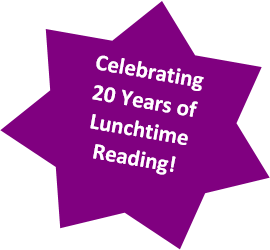 Celebrating
20 Years of
Lunchtime
Reading!